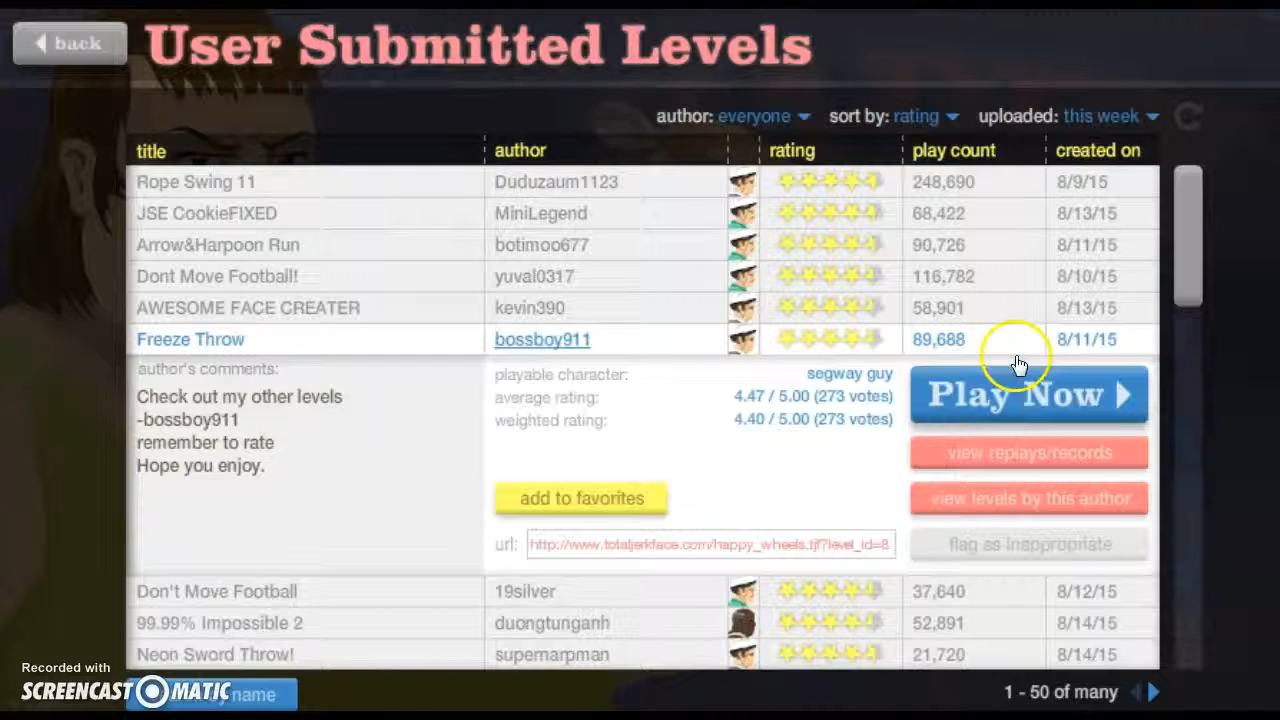 back
User Submitted Levels
author: everyone sort by: rating uploaded: this week
title author rating play count created on
Rope Swing 11 Duduzaum1123 248,690 8/9/15
JSE CookieFIXED MiniLegend 68,422 8/13/15
Arrow&Harpoon Run botimoo677 90,726 8/11/15
Dont Move Football! yuval0317 116,782 8/10/15
AWESOME FACE CREATER kevin390 58,901 8/13/15
Freeze Throw bossboy911 89,688 8/11/15
author's comments:
Check out my other levels
-bossboy911
remember to rate
Hope you enjoy.
playable character: segway guy
average rating: 4.47 / 5.00 (273 votes)
weighted rating: 4.40 / 5.00 (273 votes)
Play Now
view replays/records
add to favorites
view levels by this author
url: http://www.totaljerkface.com/happy_wheels.tjf?level_id=8
flag as inappropriate
Don't Move Football 19silver 37,640 8/12/15
99.99% Impossible 2 duongtunganh 52,891 8/14/15
Neon Sword Throw! supernarpman 21,720 8/14/15
Recorded with
SCREENCAST MATIC
name
1 - 50 of many